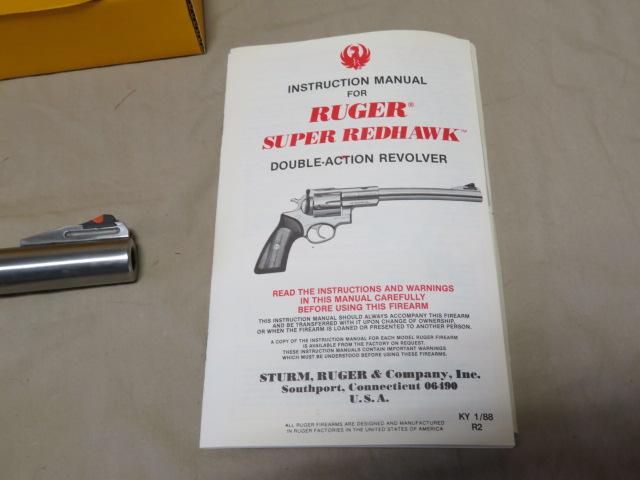 INSTRUCTION MANUAL
FOR
RUGER®
SUPER REDHAWK™
DOUBLE-ACTION REVOLVER
READ THE INSTRUCTIONS AND WARNINGS
IN THIS MANUAL CAREFULLY
BEFORE USING THIS FIREARM
THIS INSTRUCTION MANUAL SHOULD ALWAYS ACCOMPANY THIS FIREARM
AND BE TRANSFERRED WITH IT UPON CHANGE OF OWNERSHIP,
OR WHEN THE FIREARM IS LOANED OR PRESENTED TO ANOTHER PERSON.
A COPY OF THE INSTRUCTION MANUAL FOR EACH MODEL RUGER FIREARM
IS AVAILABLE FROM THE FACTORY ON REQUEST.
THESE INSTRUCTION MANUALS CONTAIN IMPORTANT WARNINGS
WHICH MUST BE UNDERSTOOD BEFORE USING THESE FIREARMS.
STURM, RUGER & Company, Inc.
Southport, Connecticut 06490
U.S.A.
KY 1/88
R2
ALL RUGER FIREARMS ARE DESIGNED AND MANUFACTURED
IN RUGER FACTORIES IN THE UNITED STATES OF AMERICA